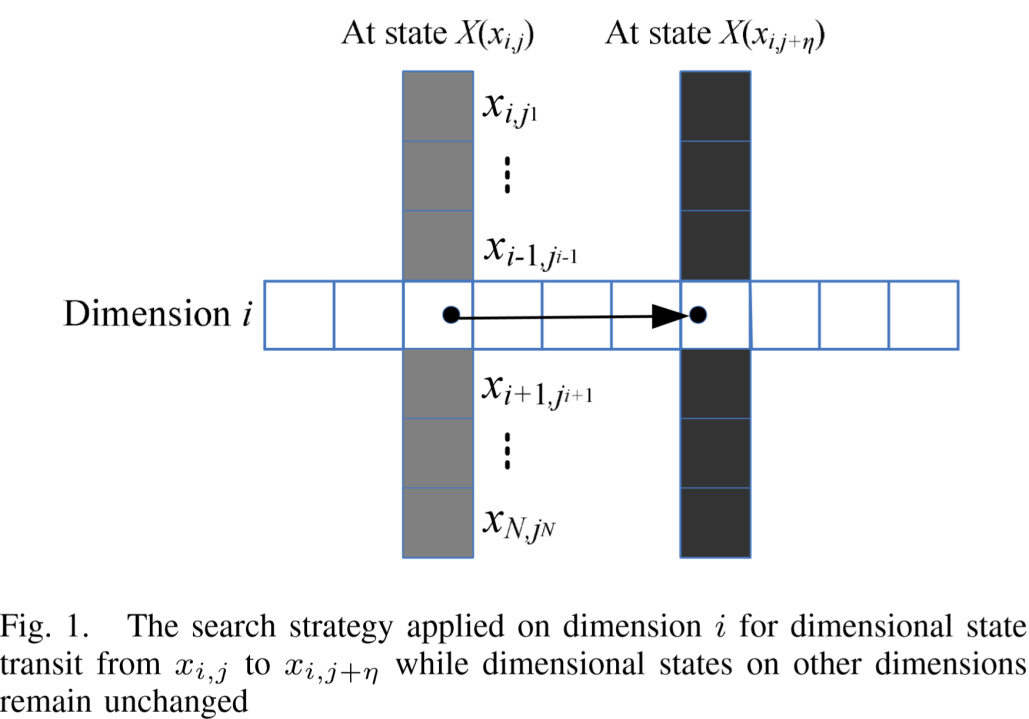 At state X(x_{i,j}) At state X(x_{i,j+η})
x_{i,j^1}
x_{i-1,j^{i-1}}
Dimension i
x_{i+1,j^{i+1}}
x_{N,j^N}
Fig. 1. The search strategy applied on dimension i for dimensional state
transit from x_{i,j} to x_{i,j+η} while dimensional states on other dimensions
remain unchanged